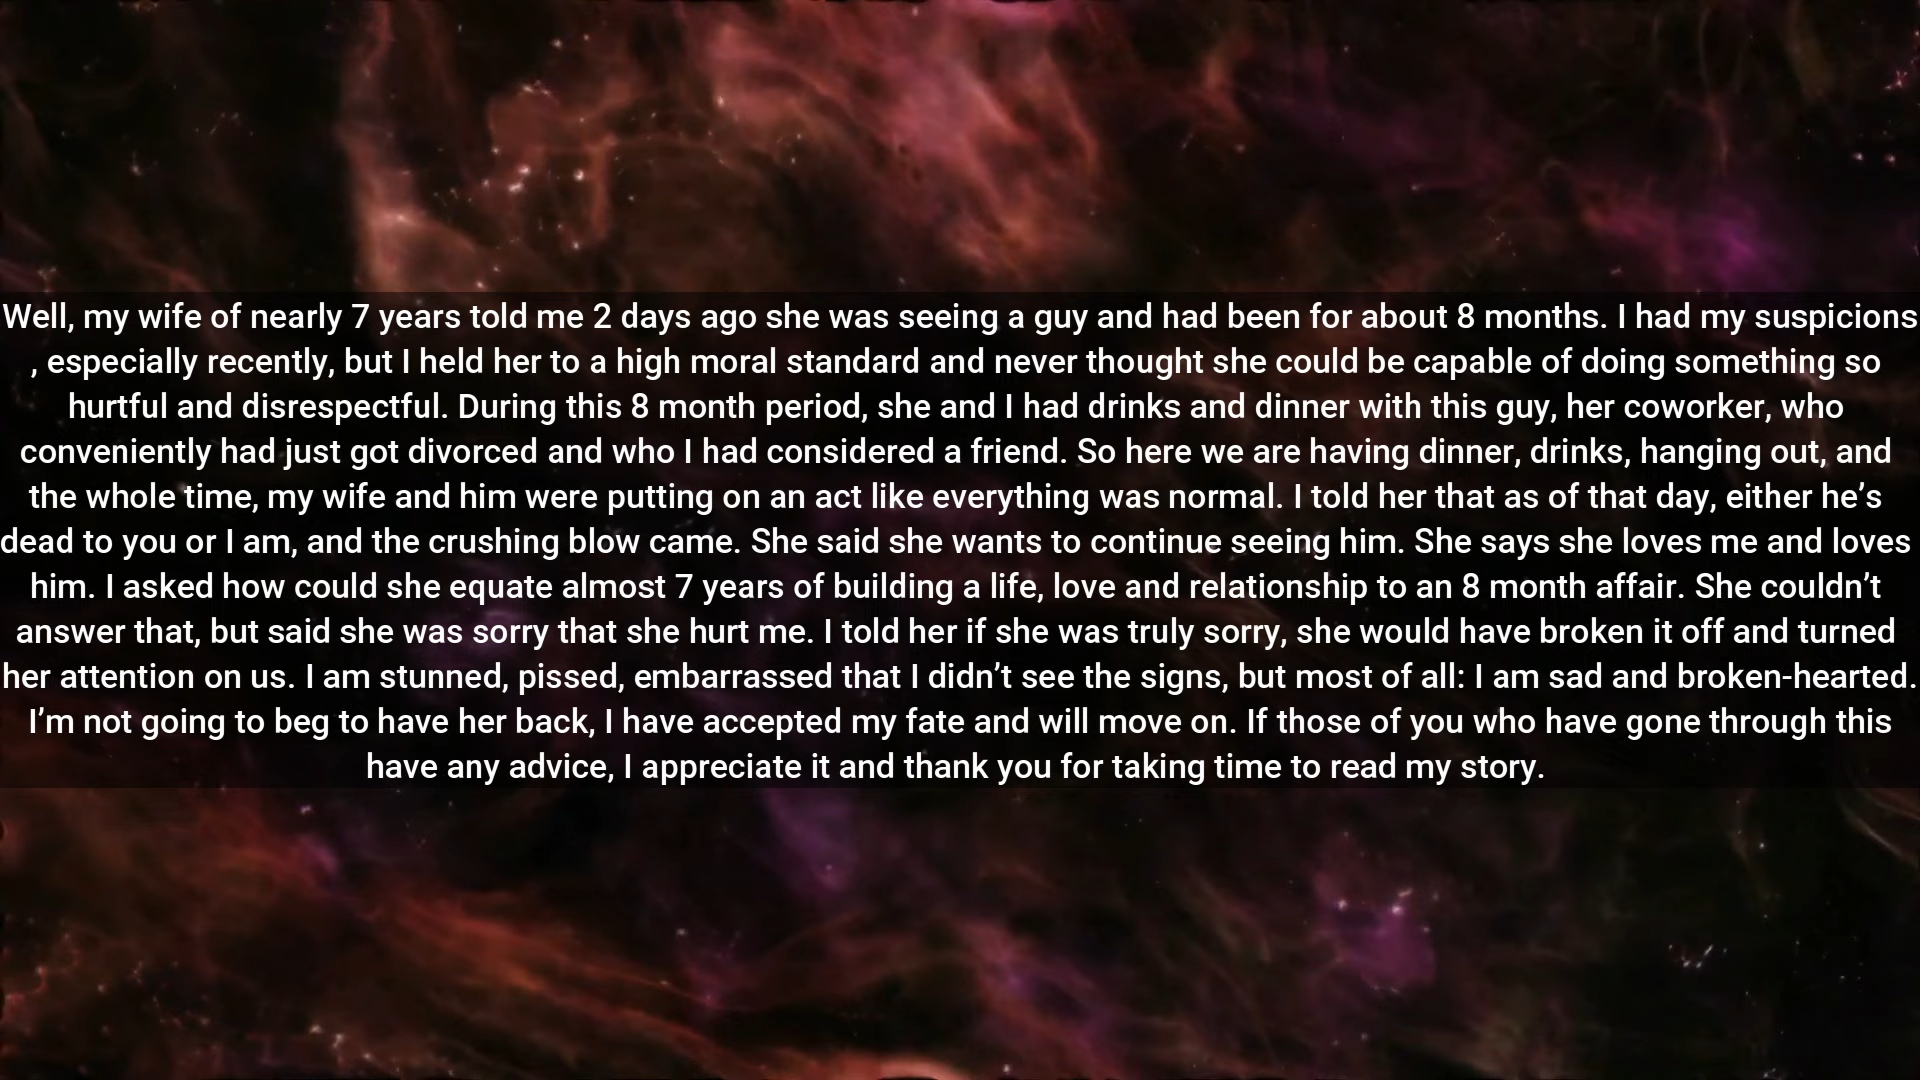 Well, my wife of nearly 7 years told me 2 days ago she was seeing a guy and had been for about 8 months. I had my suspicions
, especially recently, but I held her to a high moral standard and never thought she could be capable of doing something so
hurtful and disrespectful. During this 8 month period, she and I had drinks and dinner with this guy, her coworker, who
conveniently had just got divorced and who I had considered a friend. So here we are having dinner, drinks, hanging out, and
the whole time, my wife and him were putting on an act like everything was normal. I told her that as of that day, either he’s
dead to you or I am, and the crushing blow came. She said she wants to continue seeing him. She says she loves me and loves
him. I asked how could she equate almost 7 years of building a life, love and relationship to an 8 month affair. She couldn’t
answer that, but said she was sorry that she hurt me. I told her if she was truly sorry, she would have broken it off and turned
her attention on us. I am stunned, pissed, embarrassed that I didn’t see the signs, but most of all: I am sad and broken-hearted.
I’m not going to beg to have her back, I have accepted my fate and will move on. If those of you who have gone through this
have any advice, I appreciate it and thank you for taking time to read my story.